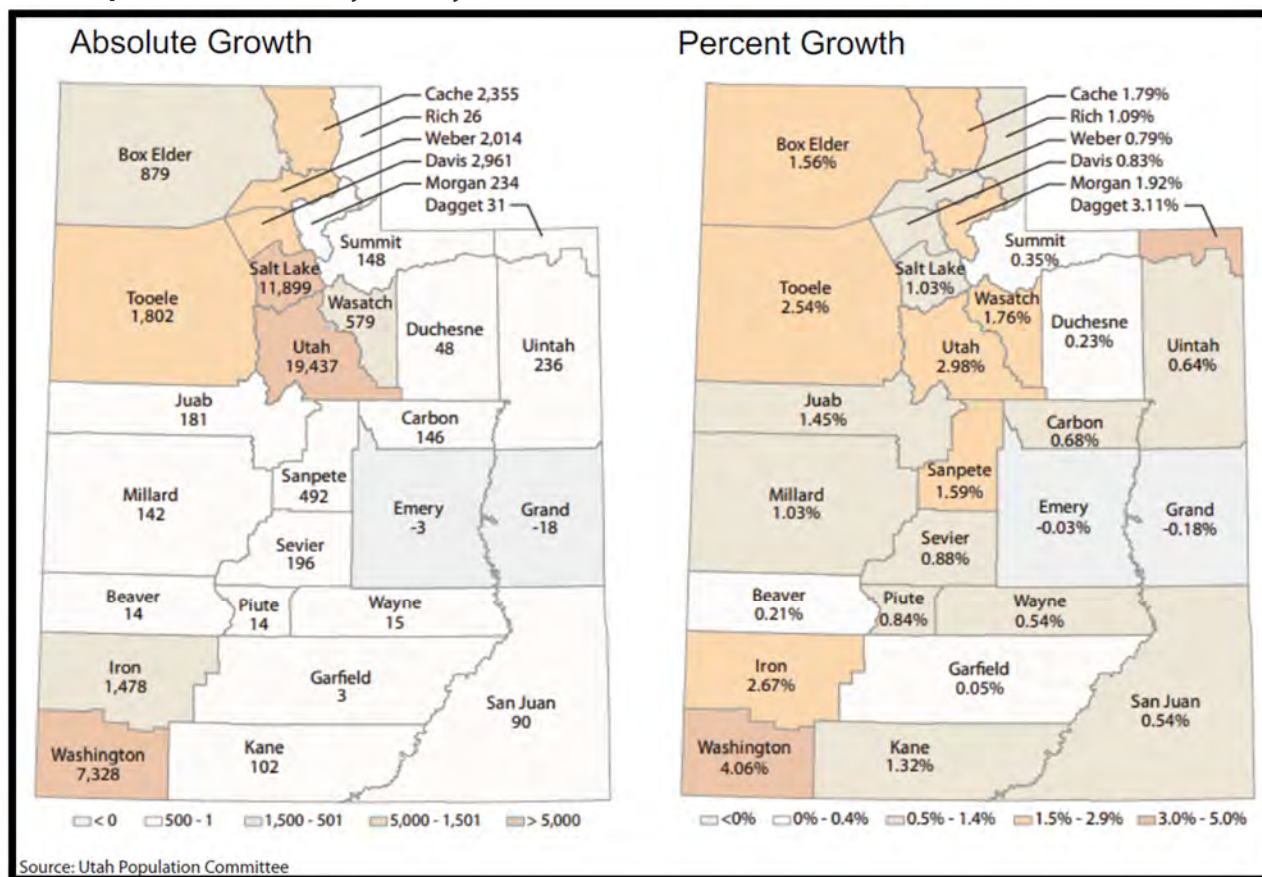 Absolute Growth
Cache 2,355
Rich 26
Weber 2,014
Davis 2,961
Morgan 234
Dagget 31
Box Elder
879
Summit
148
Salt Lake
11,899
Tooele
1,802
Wasatch
579
Duchesne
48
Uintah
236
Utah
19,437
Juab
181
Carbon
146
Sanpete
492
Millard
142
Emery
-3
Grand
-18
Sevier
196
Beaver
14
Piute
14
Wayne
15
Iron
1,478
Garfield
3
San Juan
90
Washington
7,328
Kane
102
< 0
500 - 1
1,500 - 501
5,000 - 1,501
> 5,000
Percent Growth
Cache 1.79%
Rich 1.09%
Weber 0.79%
Davis 0.83%
Morgan 1.92%
Dagget 3.11%
Box Elder
1.56%
Summit
0.35%
Salt Lake
1.03%
Tooele
2.54%
Wasatch
1.76%
Duchesne
0.23%
Uintah
0.64%
Utah
2.98%
Juab
1.45%
Carbon
0.68%
Sanpete
1.59%
Millard
1.03%
Emery
-0.03%
Grand
-0.18%
Sevier
0.88%
Beaver
0.21%
Piute
0.84%
Wayne
0.54%
Iron
2.67%
Garfield
0.05%
San Juan
0.54%
Washington
4.06%
Kane
1.32%
<0%
0% - 0.4%
0.5% - 1.4%
1.5% - 2.9%
3.0% - 5.0%
Source: Utah Population Committee